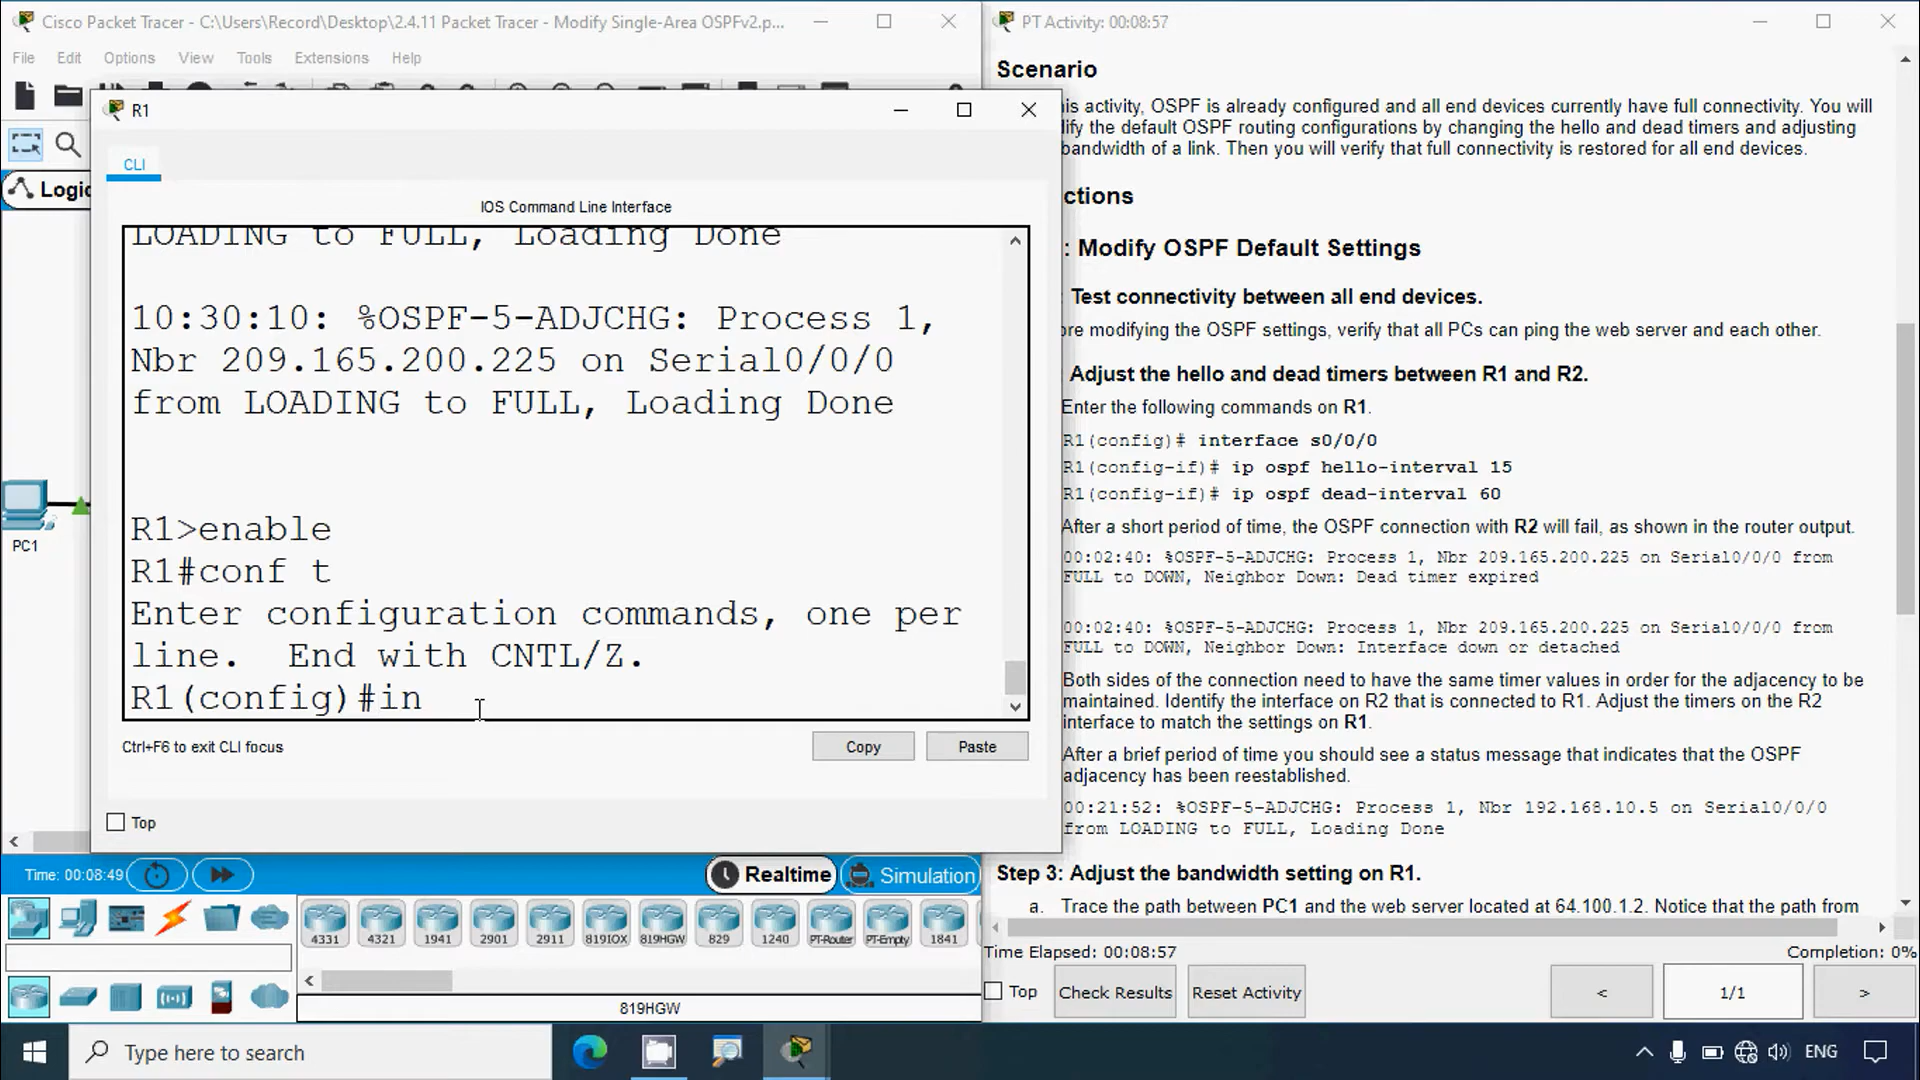 Cisco Packet Tracer - C:\Users\Record\Desktop\2.4.11 Packet Tracer - Modify Single-Area OSPFv2.p...
File Edit Options View Tools Extensions Help
Logic
PC1
R1
CLI
IOS Command Line Interface
LOADING to FULL, Loading Done
10:30:10: %OSPF-5-ADJCHG: Process 1,
Nbr 209.165.200.225 on Serial0/0/0
from LOADING to FULL, Loading Done
R1>enable
R1#conf t
Enter configuration commands, one per
line.  End with CNTL/Z.
R1(config)#in
Ctrl+F6 to exit CLI focus
Copy
Paste
Top
Time: 00:08:49
Realtime
Simulation
4331 4321 1941 2901 2911 819IOX 819HGW 829 1240 PT-Router PT-Empty 1841
819HGW
PT Activity: 00:08:57
Scenario
is activity, OSPF is already configured and all end devices currently have full connectivity. You will
ify the default OSPF routing configurations by changing the hello and dead timers and adjusting
bandwidth of a link. Then you will verify that full connectivity is restored for all end devices.
ctions
: Modify OSPF Default Settings
Test connectivity between all end devices.
re modifying the OSPF settings, verify that all PCs can ping the web server and each other.
Adjust the hello and dead timers between R1 and R2.
Enter the following commands on R1.
R1(config)# interface s0/0/0
R1(config-if)# ip ospf hello-interval 15
R1(config-if)# ip ospf dead-interval 60
After a short period of time, the OSPF connection with R2 will fail, as shown in the router output.
00:02:40: %OSPF-5-ADJCHG: Process 1, Nbr 209.165.200.225 on Serial0/0/0 from
FULL to DOWN, Neighbor Down: Dead timer expired
00:02:40: %OSPF-5-ADJCHG: Process 1, Nbr 209.165.200.225 on Serial0/0/0 from
FULL to DOWN, Neighbor Down: Interface down or detached
Both sides of the connection need to have the same timer values in order for the adjacency to be
maintained. Identify the interface on R2 that is connected to R1. Adjust the timers on the R2
interface to match the settings on R1.
After a brief period of time you should see a status message that indicates that the OSPF
adjacency has been reestablished.
00:21:52: %OSPF-5-ADJCHG: Process 1, Nbr 192.168.10.5 on Serial0/0/0
from LOADING to FULL, Loading Done
Step 3: Adjust the bandwidth setting on R1.
a. Trace the path between PC1 and the web server located at 64.100.1.2. Notice that the path from
Time Elapsed: 00:08:57
Completion: 0%
Top
Check Results
Reset Activity
<
1/1
>
Type here to search
ENG